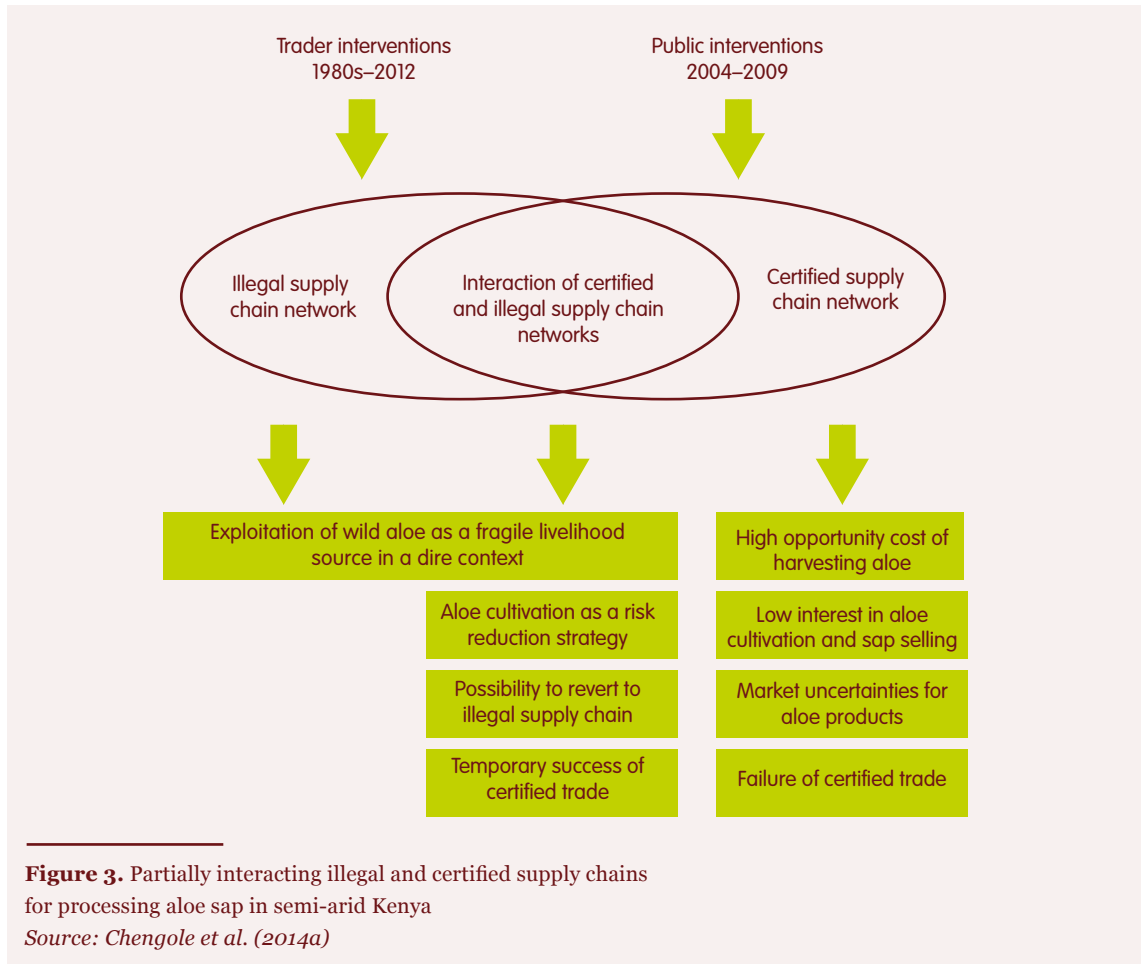 Trader interventions
1980s–2012
Public interventions
2004–2009
Illegal supply
chain network
Interaction of certified
and illegal supply chain
networks
Certified supply
chain network
Exploitation of wild aloe as a fragile livelihood
source in a dire context
High opportunity cost of
harvesting aloe
Aloe cultivation as a risk
reduction strategy
Low interest in aloe
cultivation and sap selling
Possibility to revert to
illegal supply chain
Market uncertainties for
aloe products
Temporary success of
certified trade
Failure of certified trade
Figure 3. Partially interacting illegal and certified supply chains
for processing aloe sap in semi-arid Kenya
Source: Chengole et al. (2014a)